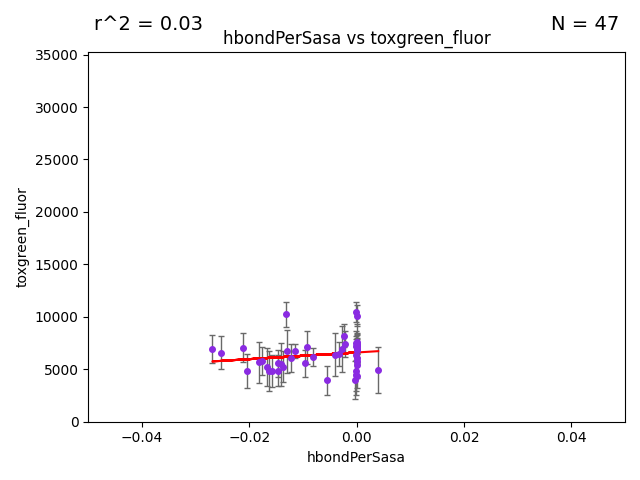 r^2 = 0.03
N = 47
hbondPerSasa vs toxgreen_fluor
35000
30000
25000
20000
15000
10000
5000
0
toxgreen_fluor
−0.04
−0.02
0.00
0.02
0.04
hbondPerSasa